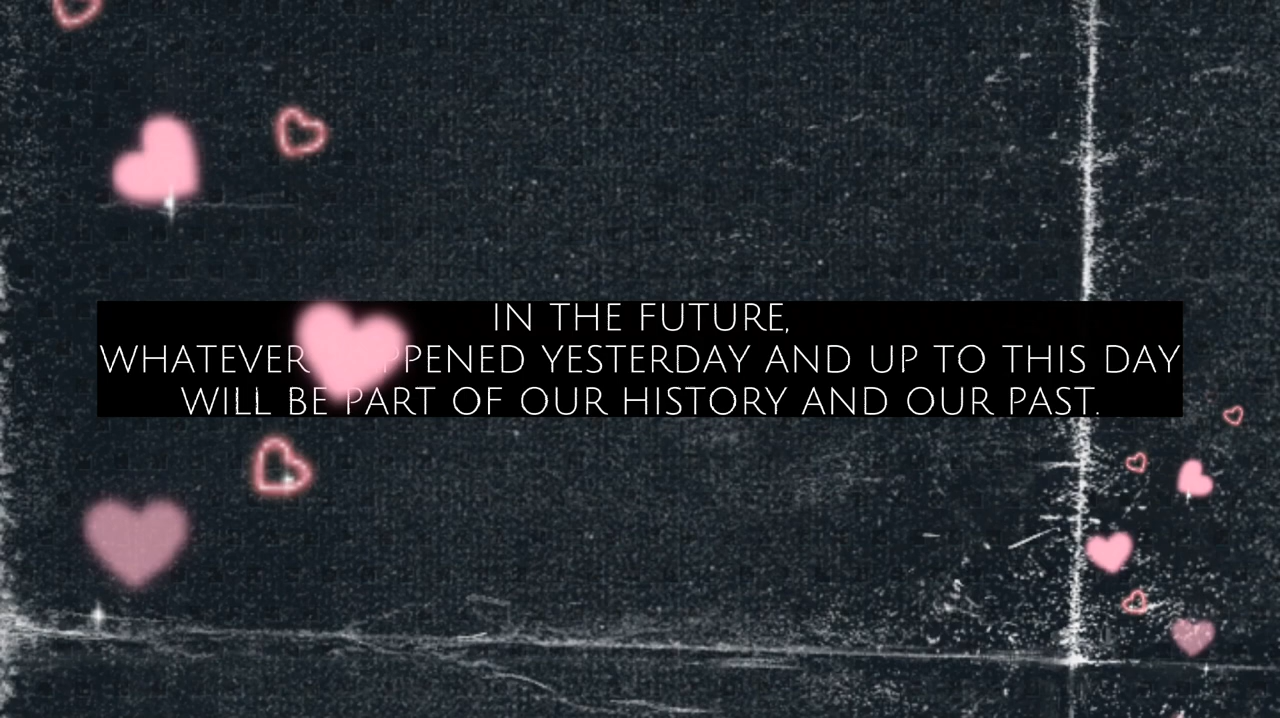 IN THE FUTURE,
WHATEVER PENED YESTERDAY AND UP TO THIS DAY
WILL BE PART OF OUR HISTORY AND OUR PAST.